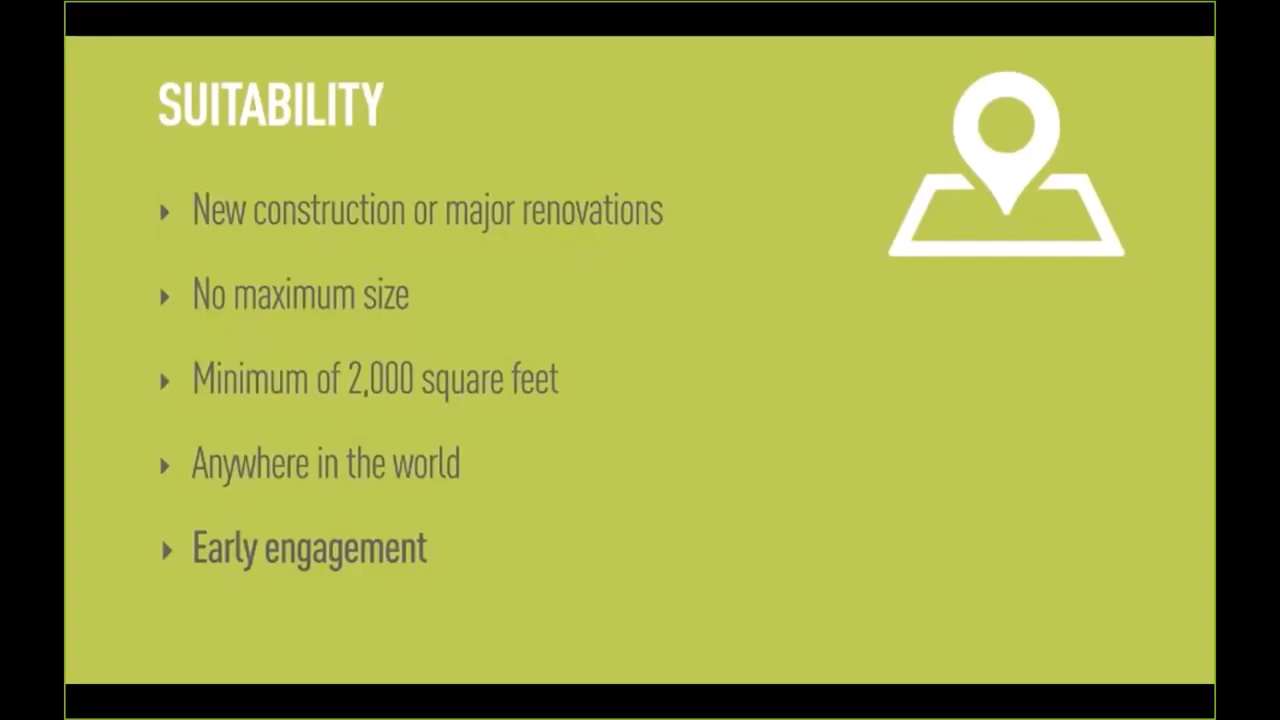 SUITABILITY
New construction or major renovations
No maximum size
Minimum of 2,000 square feet
Anywhere in the world
Early engagement